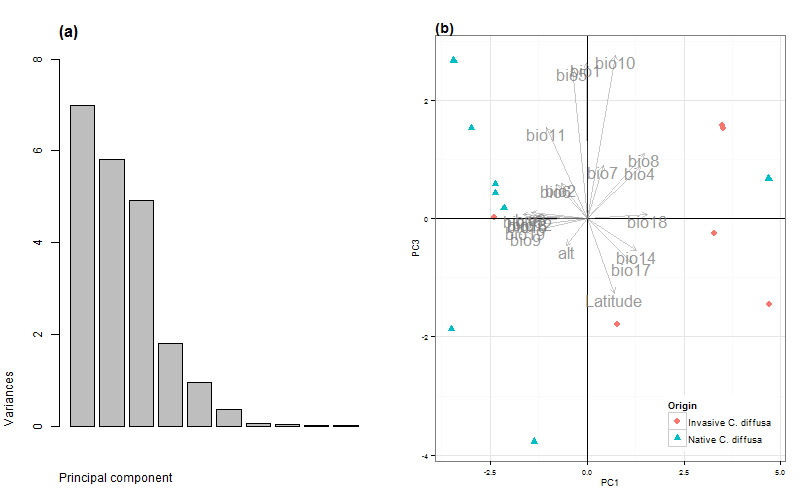 (a)
8
6
4
2
0
Variances
Principal component
(b)
bio10
bio1
bio5
2
bio11
bio8
bio7
bio4
bio2
bio6
0
bio18
bio19
bio9
alt
bio14
bio17
Latitude
PC3
-2
-4
Origin
Invasive C. diffusa
Native C. diffusa
-2.5
0.0
2.5
5.0
PC1